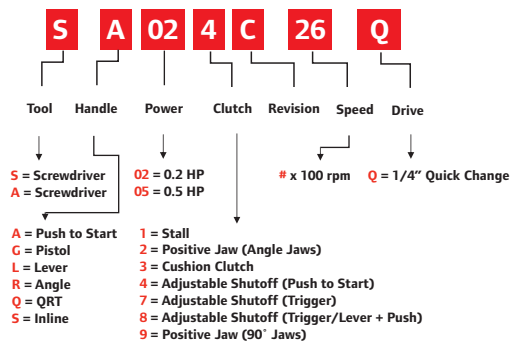 S A 02 4 C 26 Q
Tool Handle Power Clutch Revision Speed Drive
S = Screwdriver
A = Screwdriver
02 = 0.2 HP
05 = 0.5 HP
# x 100 rpm
Q = 1/4” Quick Change
A = Push to Start
G = Pistol
L = Lever
R = Angle
Q = QRT
S = Inline
1 = Stall
2 = Positive Jaw (Angle Jaws)
3 = Cushion Clutch
4 = Adjustable Shutoff (Push to Start)
7 = Adjustable Shutoff (Trigger)
8 = Adjustable Shutoff (Trigger/Lever + Push)
9 = Positive Jaw (90˚ Jaws)